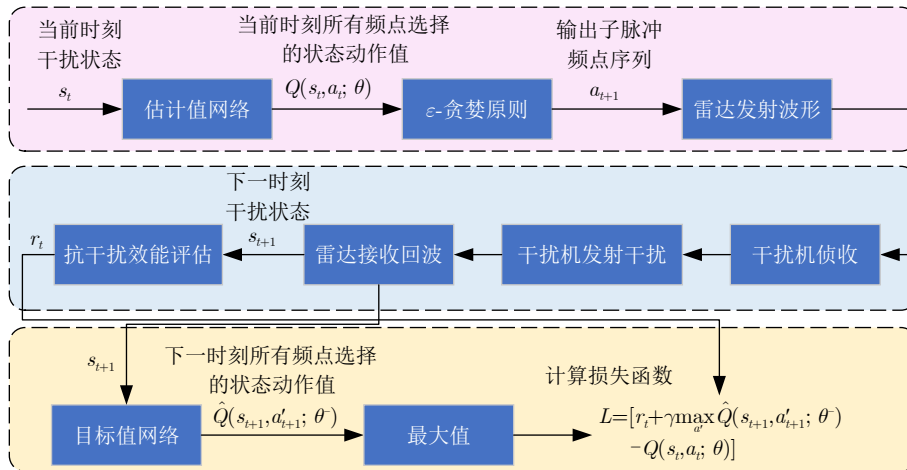 当前时刻
干扰状态
s_t
估计值网络
当前时刻所有频点选择
的状态动作值
Q(s_t,a_t; θ)
ε-贪婪原则
输出子脉冲
频点序列
a_{t+1}
雷达发射波形
r_t
抗干扰效能评估
下一时刻
干扰状态
s_{t+1}
雷达接收回波
干扰机发射干扰
干扰机侦收
s_{t+1}
目标值网络
下一时刻所有频点选择
的状态动作值
Q̂(s_{t+1},a′_{t+1}; θ⁻)
最大值
计算损失函数
L=[r_t+γmax_{a′}Q̂(s_{t+1},a′_{t+1}; θ⁻)
−Q(s_t,a_t; θ)]